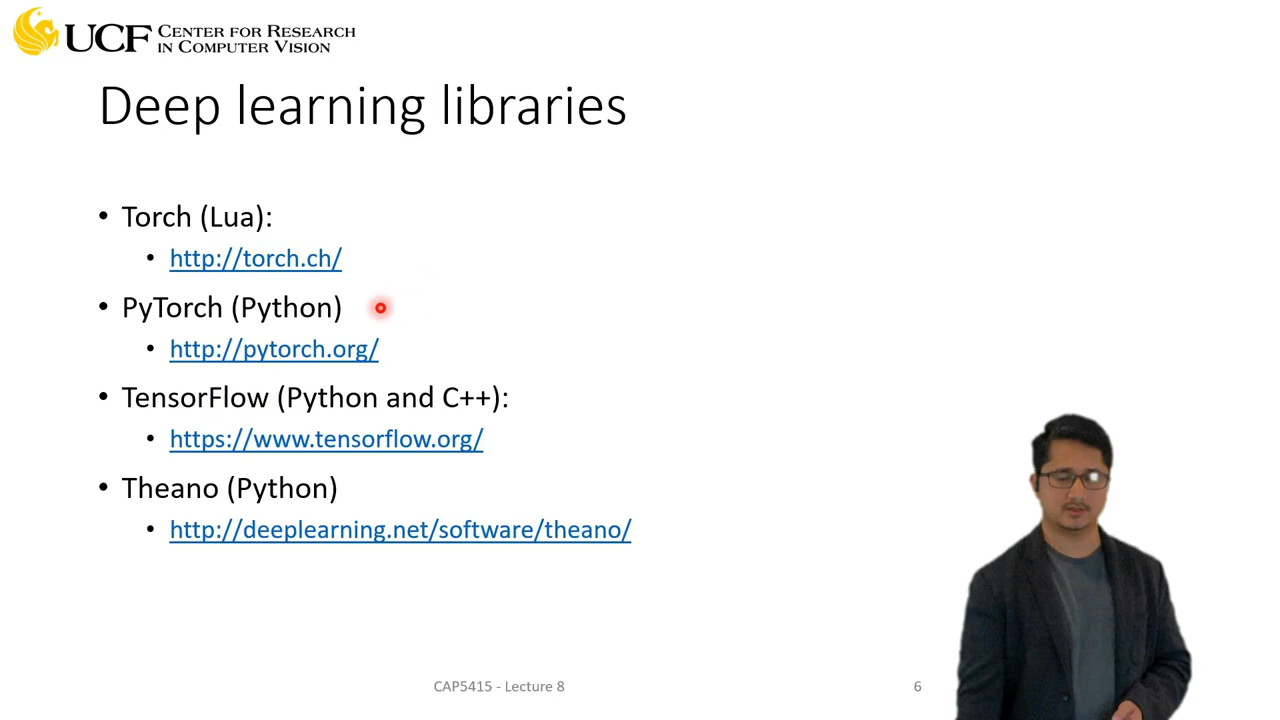 UCF CENTER FOR RESEARCH
IN COMPUTER VISION
Deep learning libraries
• Torch (Lua):
• http://torch.ch/
• PyTorch (Python)
• http://pytorch.org/
• TensorFlow (Python and C++):
• https://www.tensorflow.org/
• Theano (Python)
• http://deeplearning.net/software/theano/
CAP5415 - Lecture 8
6